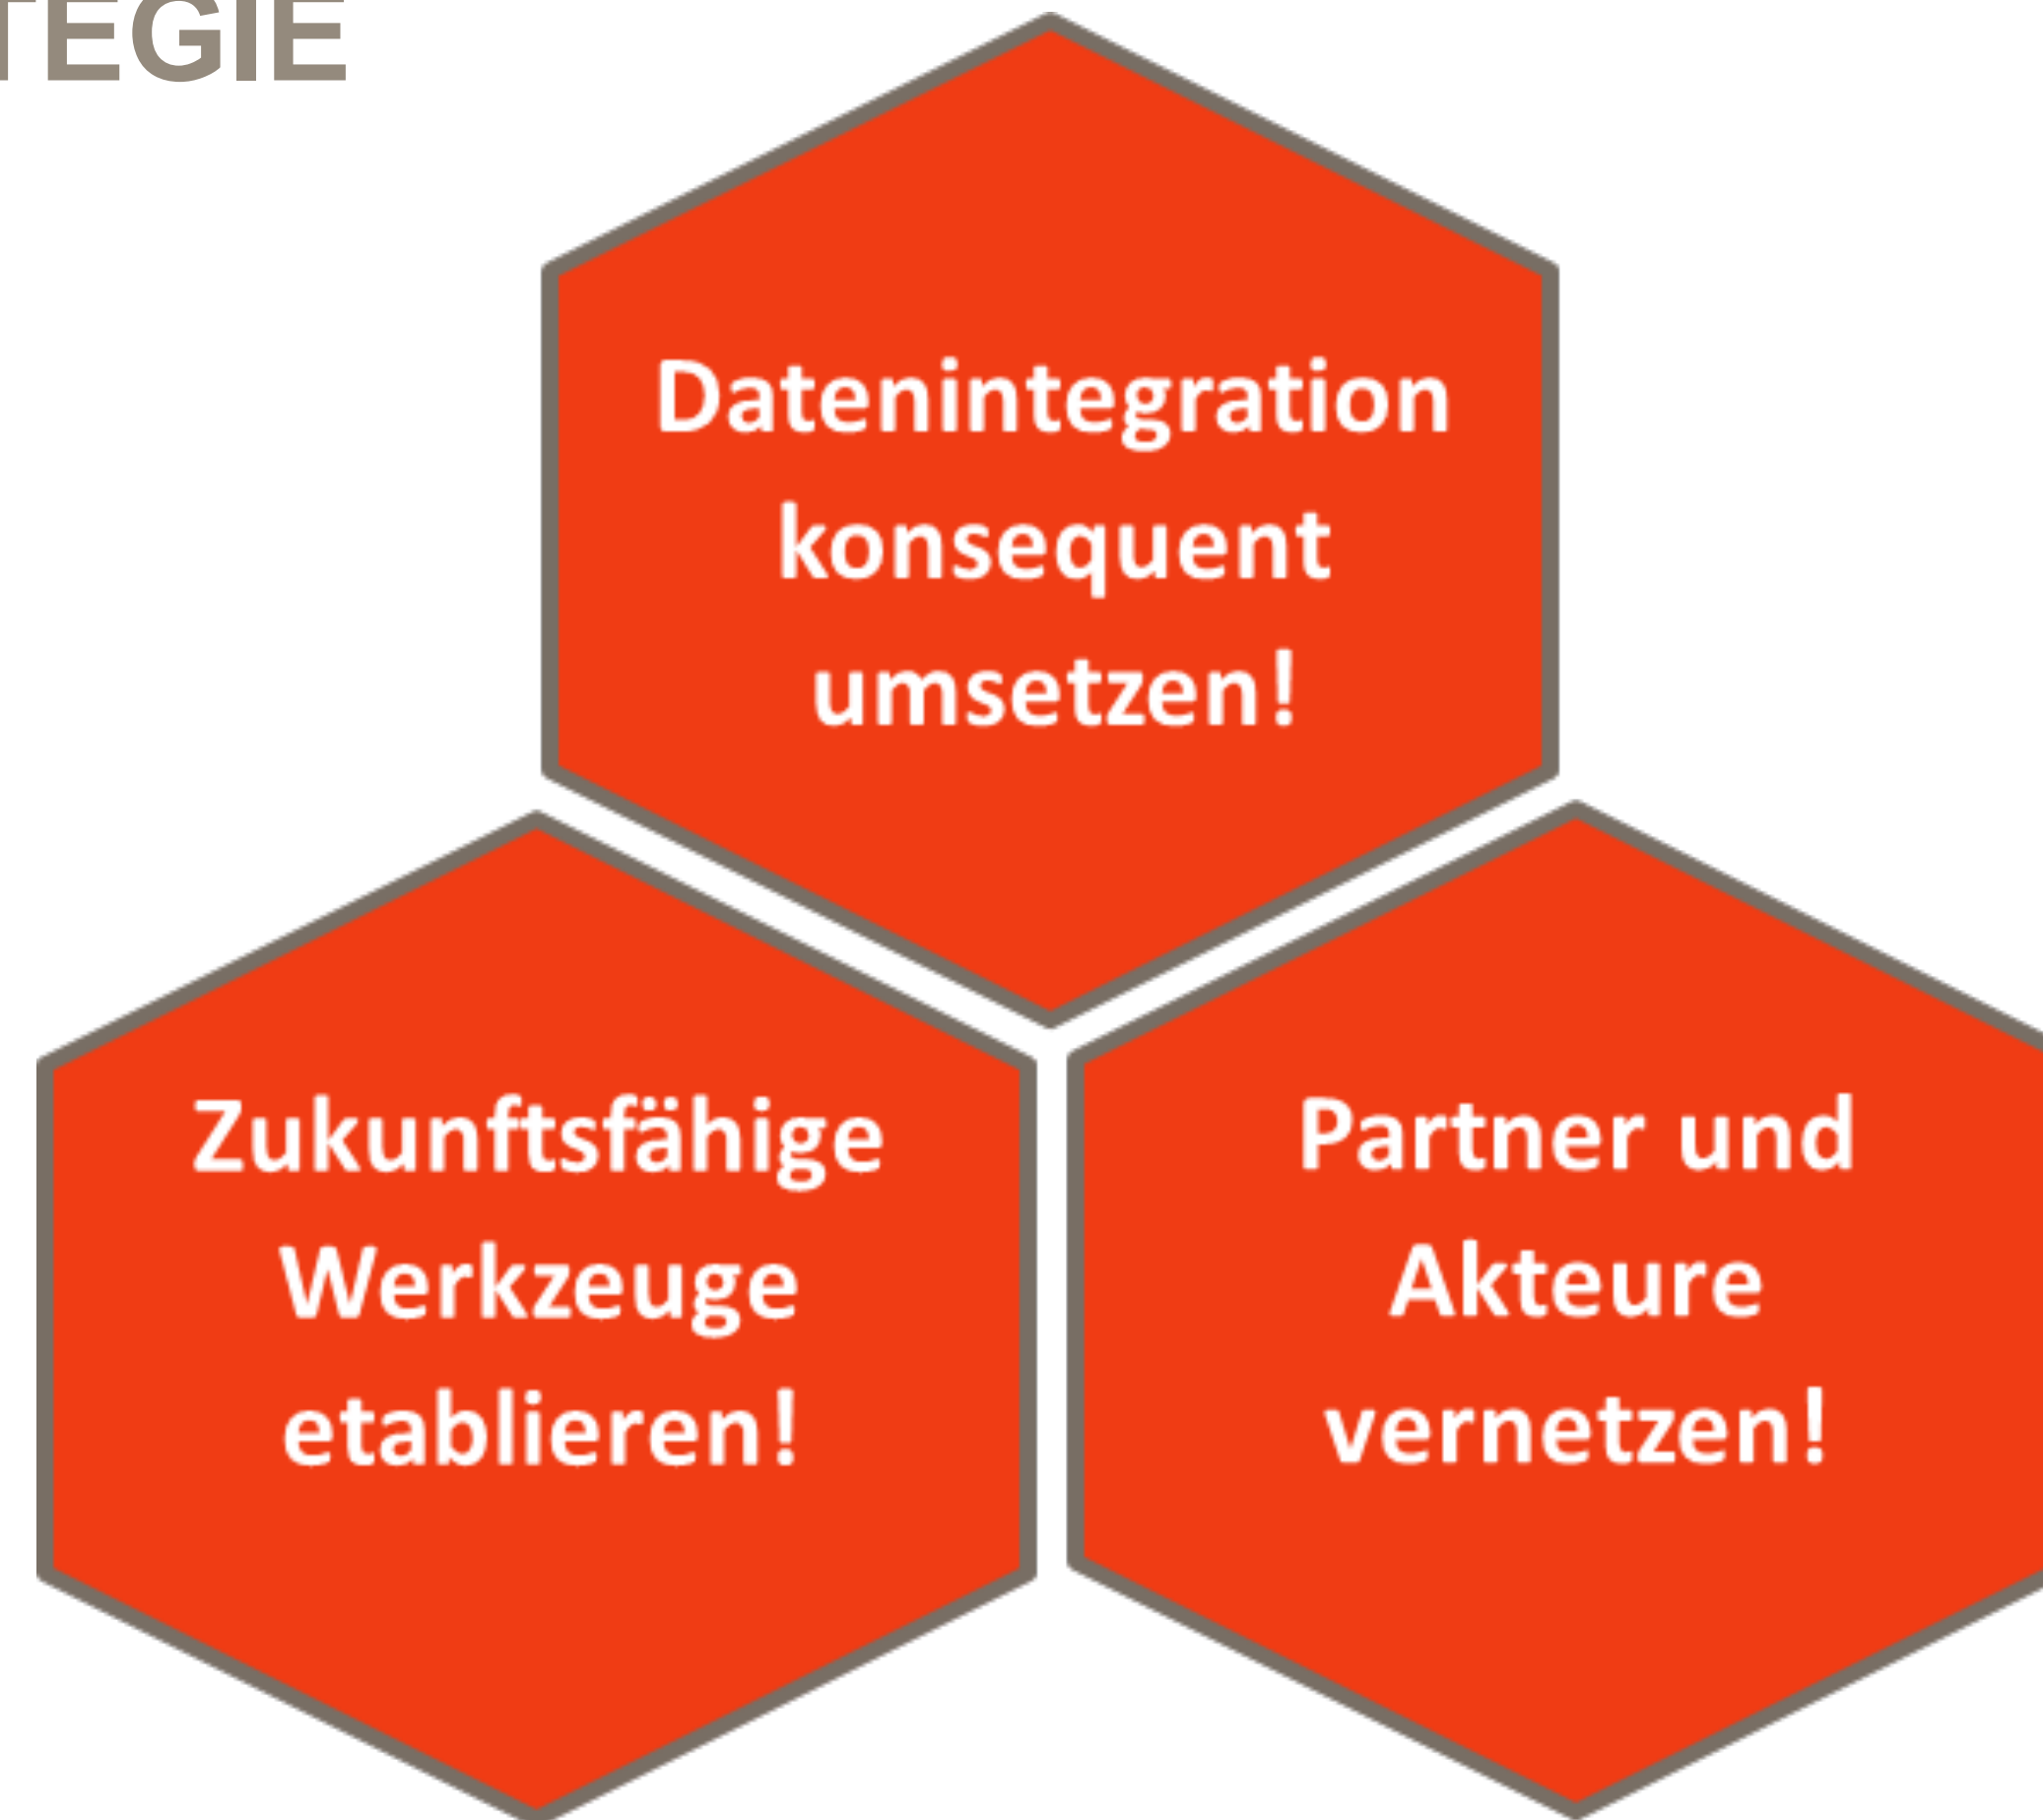 TEGIE
Datenintegration
konsequent
umsetzen!
Zukunftsfähige
Werkzeuge
etablieren!
Partner und
Akteure
vernetzen!